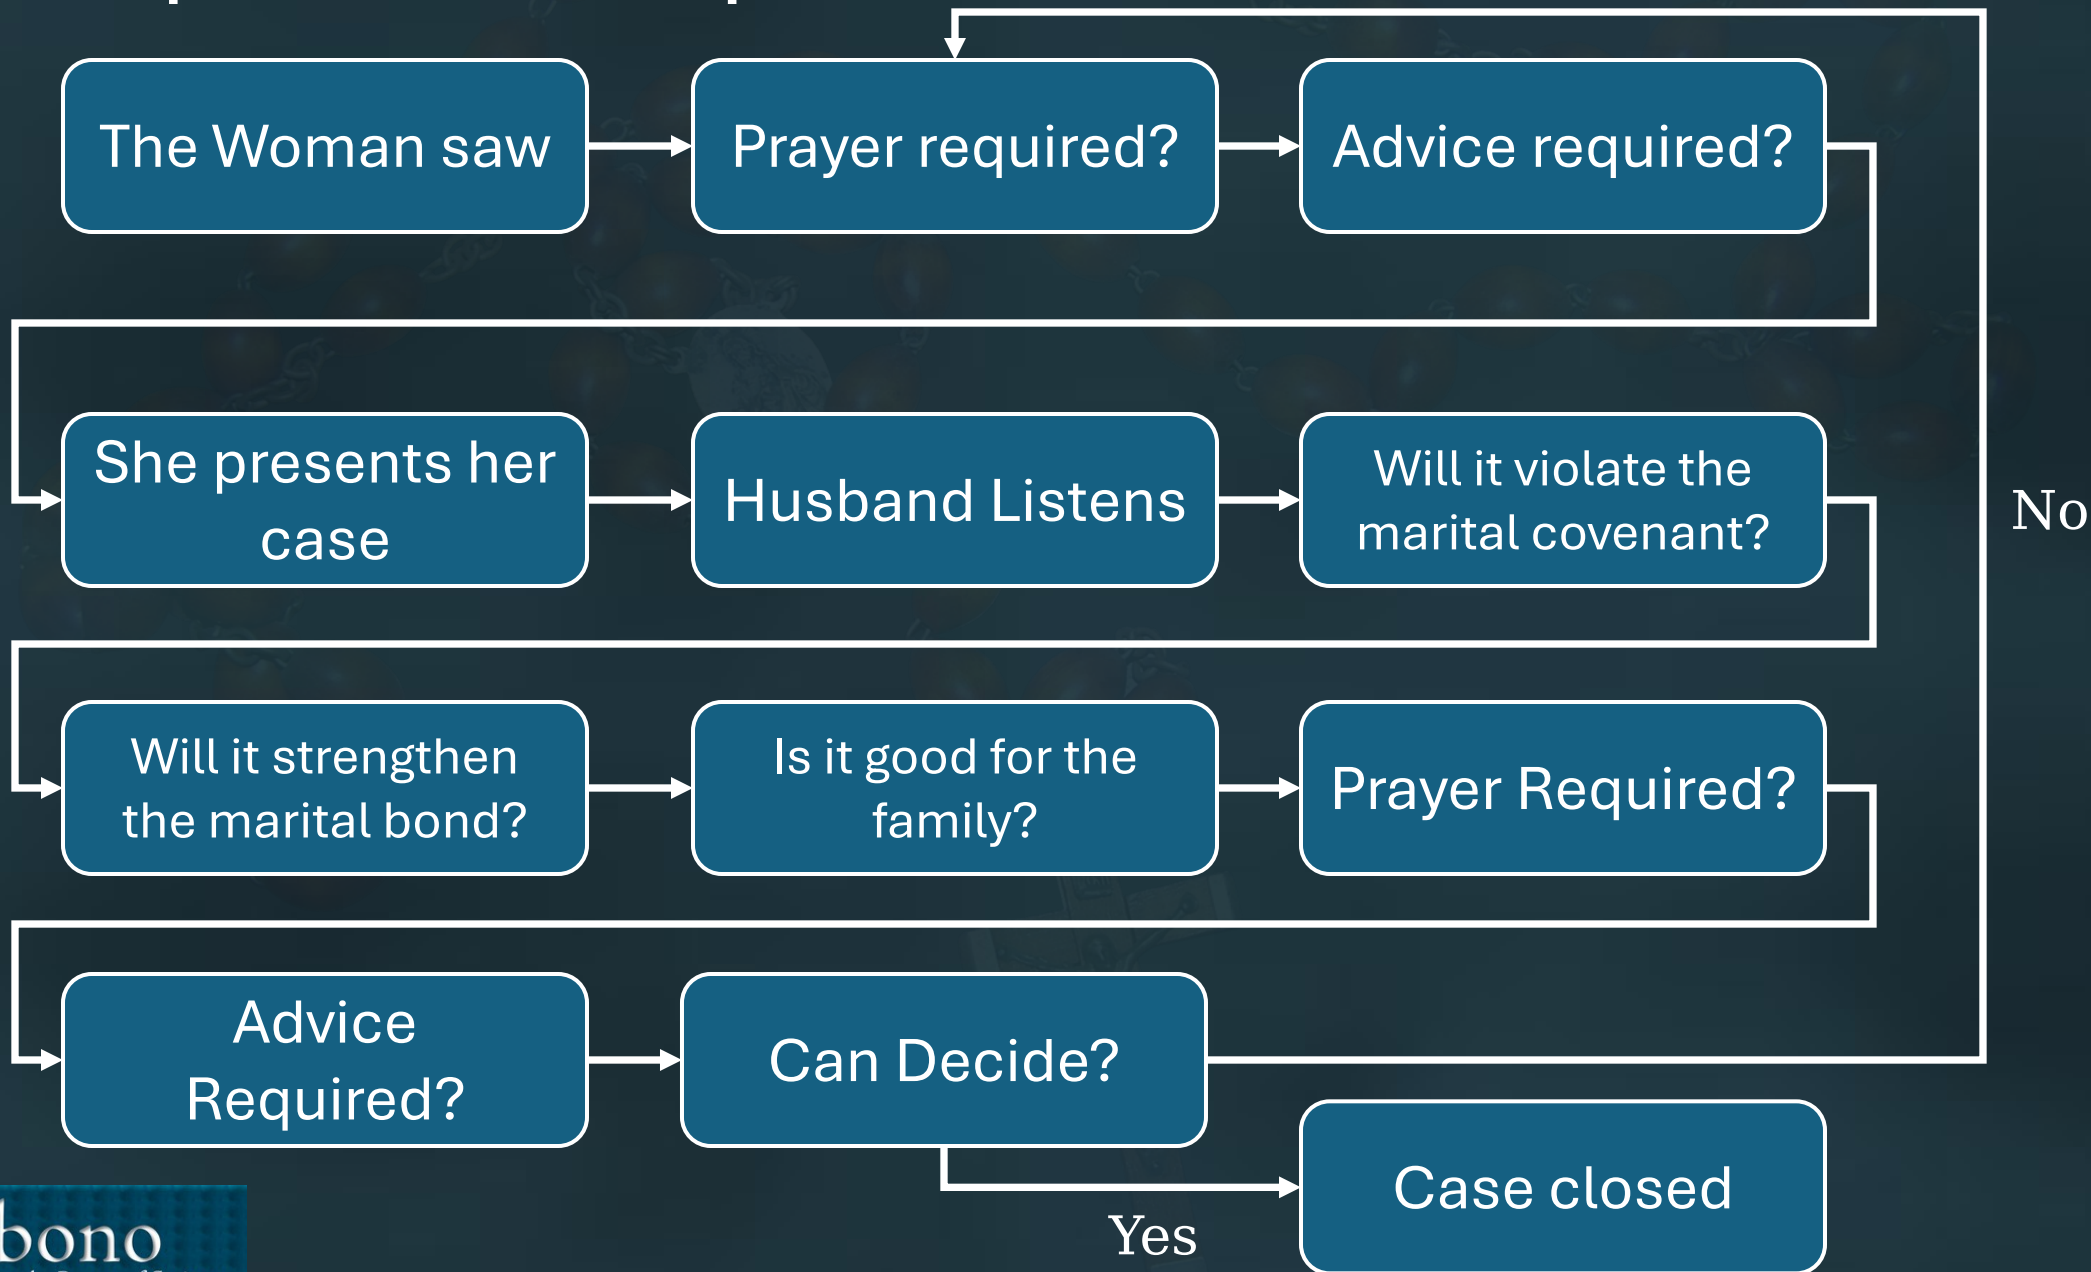 The Woman saw
Prayer required?
Advice required?
She presents her
case
Husband Listens
Will it violate the
marital covenant?
No
Will it strengthen
the marital bond?
Is it good for the
family?
Prayer Required?
Advice
Required?
Can Decide?
Case closed
Yes
bono